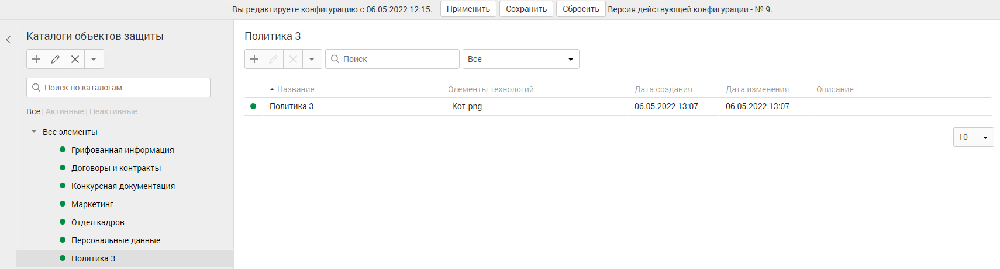 Вы редактируете конфигурацию с 06.05.2022 12:15. Применить Сохранить Сбросить Версия действующей конфигурации - № 9.
Каталоги объектов защиты
Поиск по каталогам
Все | Активные | Неактивные
Все элементы
Грифованная информация
Договоры и контракты
Конкурсная документация
Маркетинг
Отдел кадров
Персональные данные
Политика 3
Политика 3
Поиск Все
Название Элементы технологий Дата создания Дата изменения Описание
Политика 3 Кот.png 06.05.2022 13:07 06.05.2022 13:07
10